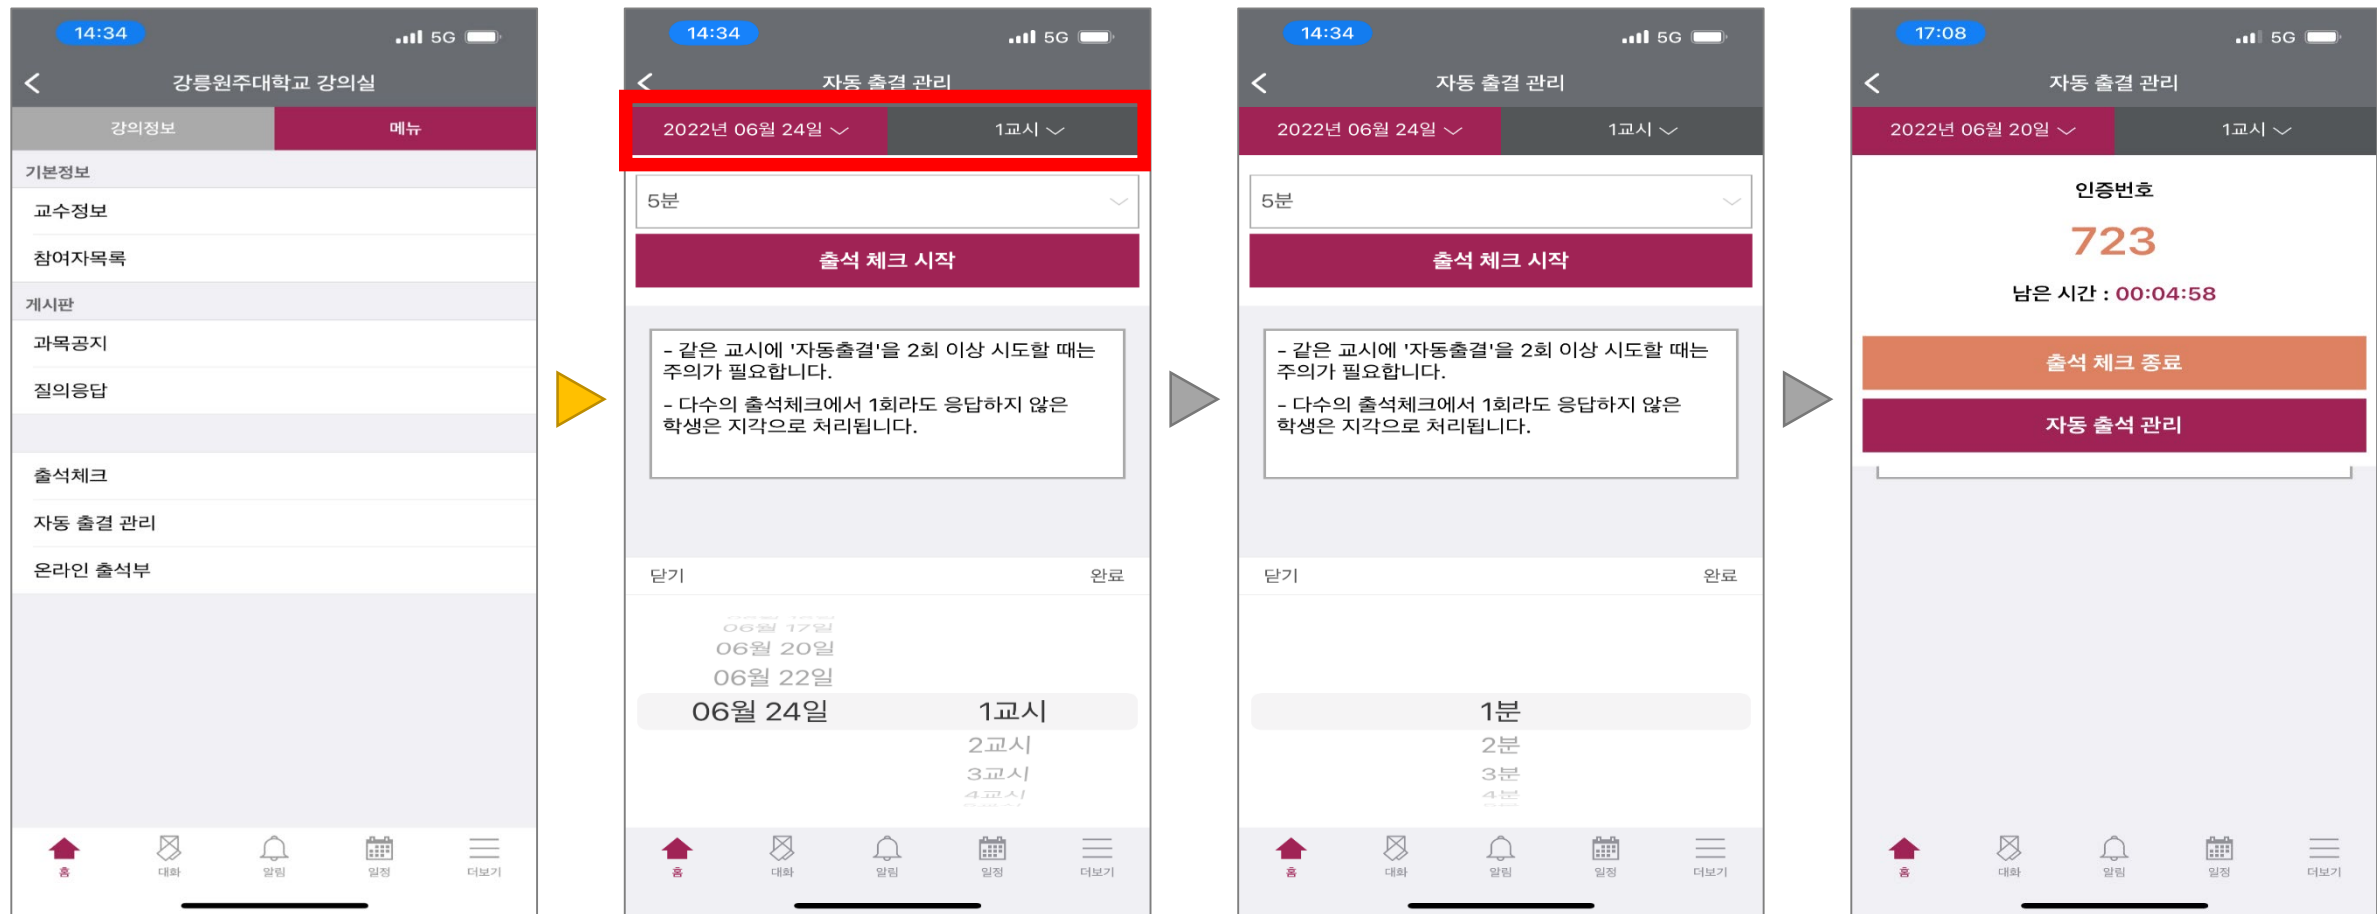 14:34
5G
강릉원주대학교 강의실
강의정보
메뉴
기본정보
교수정보
참여자목록
게시판
과목공지
질의응답
출석체크
자동 출결 관리
온라인 출석부
홈
대화
알림
일정
더보기
14:34
5G
자동 출결 관리
2022년 06월 24일
1교시
5분
출석 체크 시작
- 같은 교시에 '자동출결'을 2회 이상 시도할 때는
주의가 필요합니다.
- 다수의 출석체크에서 1회라도 응답하지 않은
학생은 지각으로 처리됩니다.
닫기
완료
06월 17일
06월 20일
06월 22일
06월 24일
1교시
2교시
3교시
4교시
홈
대화
알림
일정
더보기
14:34
5G
자동 출결 관리
2022년 06월 24일
1교시
5분
출석 체크 시작
- 같은 교시에 '자동출결'을 2회 이상 시도할 때는
주의가 필요합니다.
- 다수의 출석체크에서 1회라도 응답하지 않은
학생은 지각으로 처리됩니다.
닫기
완료
1분
2분
3분
4분
홈
대화
알림
일정
더보기
17:08
5G
자동 출결 관리
2022년 06월 20일
1교시
인증번호
723
남은 시간 : 00:04:58
출석 체크 종료
자동 출석 관리
홈
대화
알림
일정
더보기